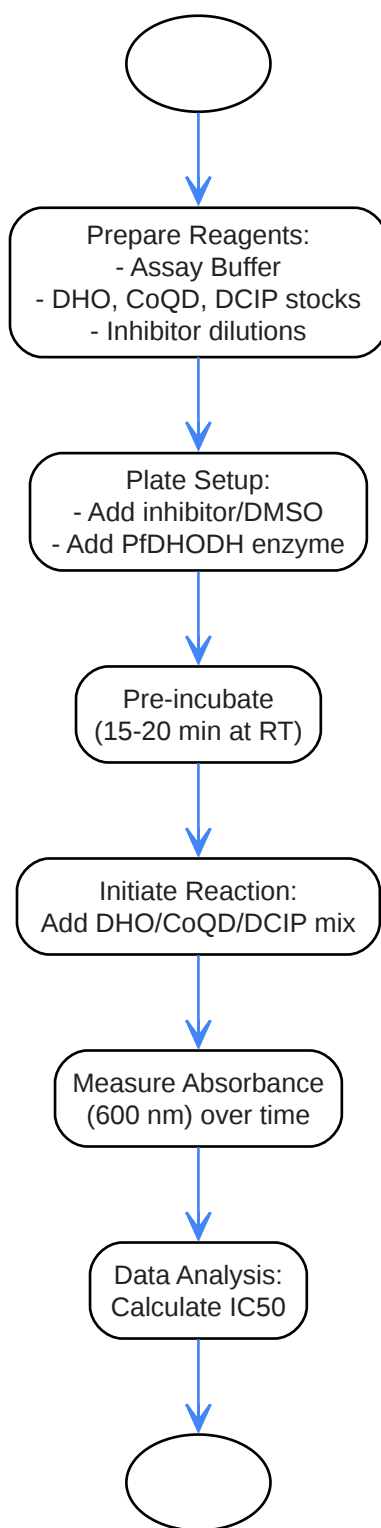 Prepare Reagents:
- Assay Buffer
- DHO, CoQD, DCIP stocks
- Inhibitor dilutions
Plate Setup:
- Add inhibitor/DMSO
- Add PfDHODH enzyme
Pre-incubate
(15-20 min at RT)
Initiate Reaction:
Add DHO/CoQD/DCIP mix
Measure Absorbance
(600 nm) over time
Data Analysis:
Calculate IC50